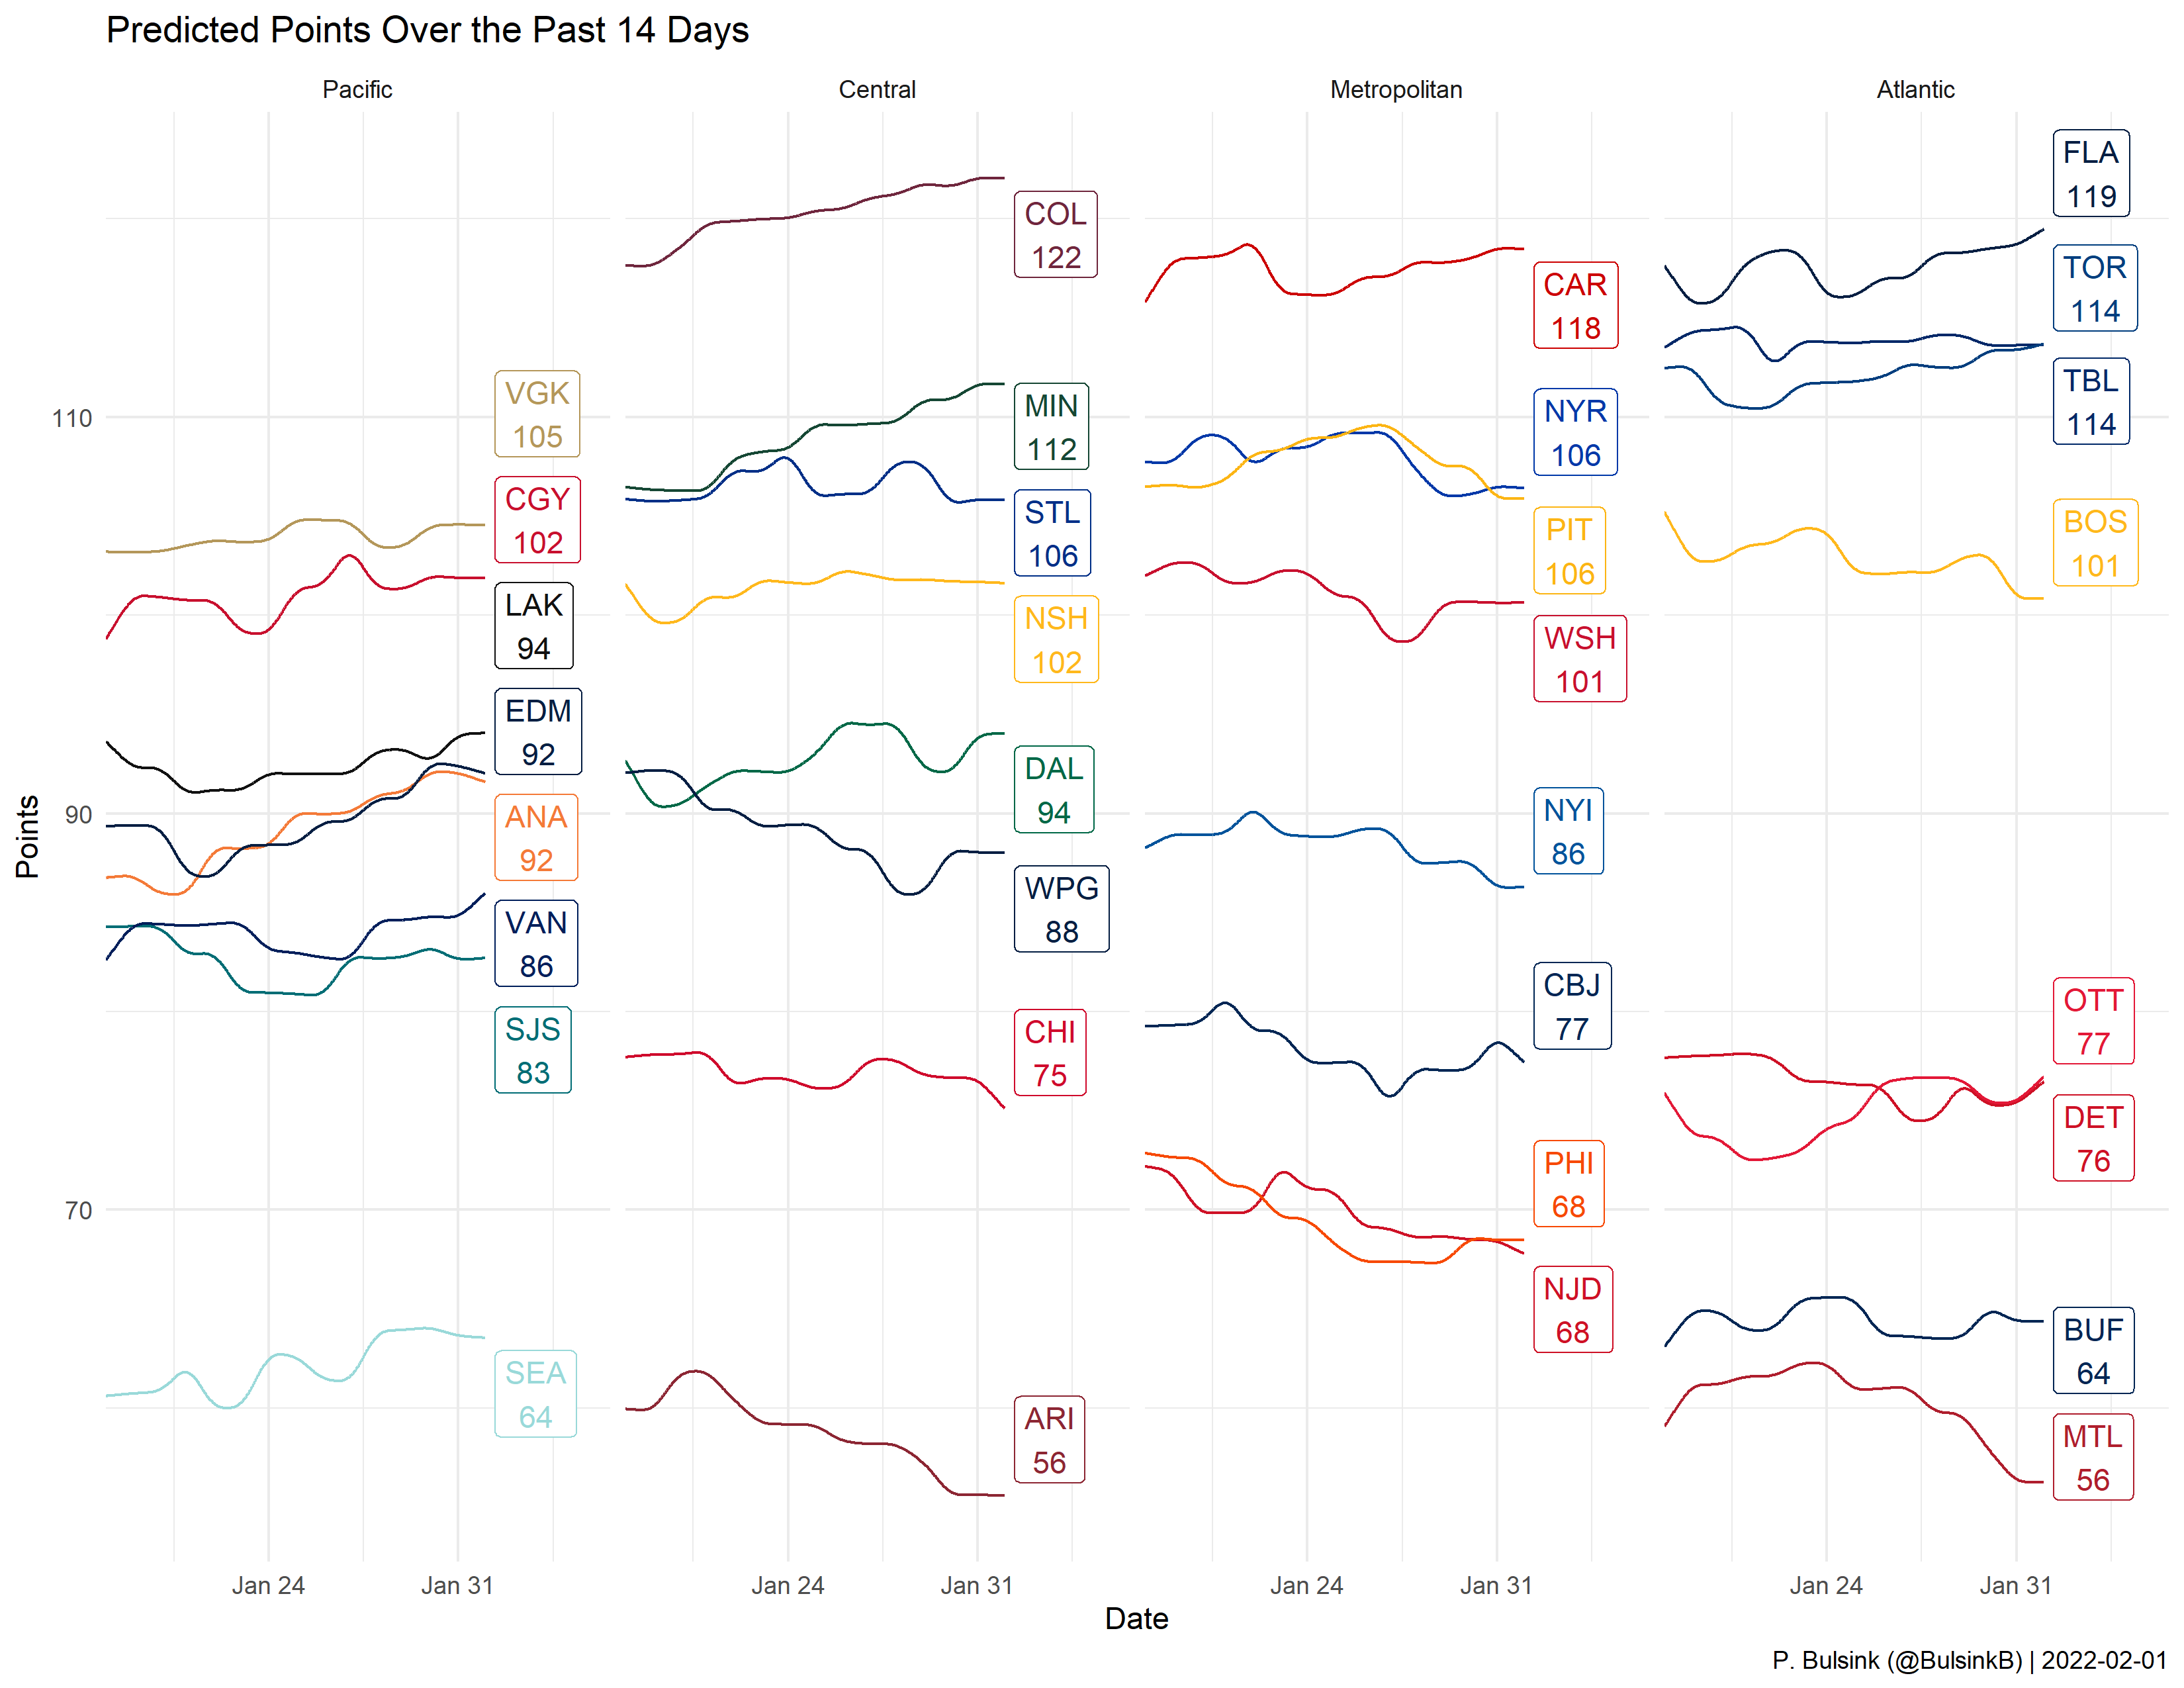 Predicted Points Over the Past 14 Days
Pacific
Central
Metropolitan
Atlantic
Points
110
90
70
VGK
105
CGY
102
LAK
94
EDM
92
ANA
92
VAN
86
SJS
83
SEA
64
COL
122
MIN
112
STL
106
NSH
102
DAL
94
WPG
88
CHI
75
ARI
56
CAR
118
NYR
106
PIT
106
WSH
101
NYI
86
CBJ
77
PHI
68
NJD
68
FLA
119
TOR
114
TBL
114
BOS
101
OTT
77
DET
76
BUF
64
MTL
56
Jan 24
Jan 31
Jan 24
Jan 31
Jan 24
Jan 31
Jan 24
Jan 31
Date
P. Bulsink (@BulsinkB) | 2022-02-01